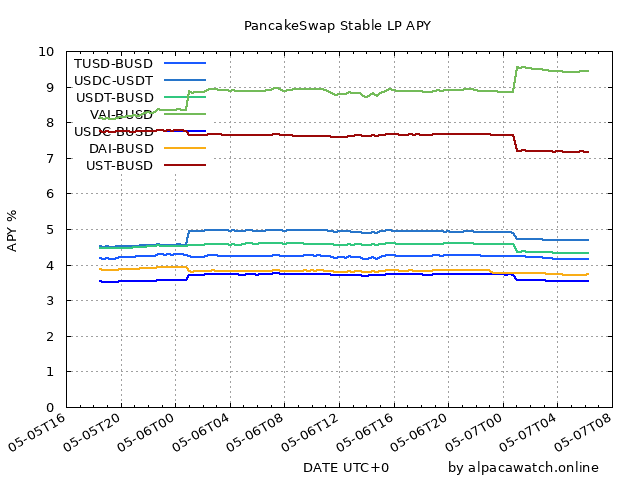 PancakeSwap Stable LP APY
APY %
10
9
8
7
6
5
4
3
2
1
0
TUSD-BUSD
USDC-USDT
USDT-BUSD
VAI-BUSD
USDC-BUSD
DAI-BUSD
UST-BUSD
05-05T16
05-05T20
05-06T00
05-06T04
05-06T08
05-06T12
05-06T16
05-06T20
05-07T00
05-07T04
05-07T08
DATE UTC+0
by alpacawatch.online